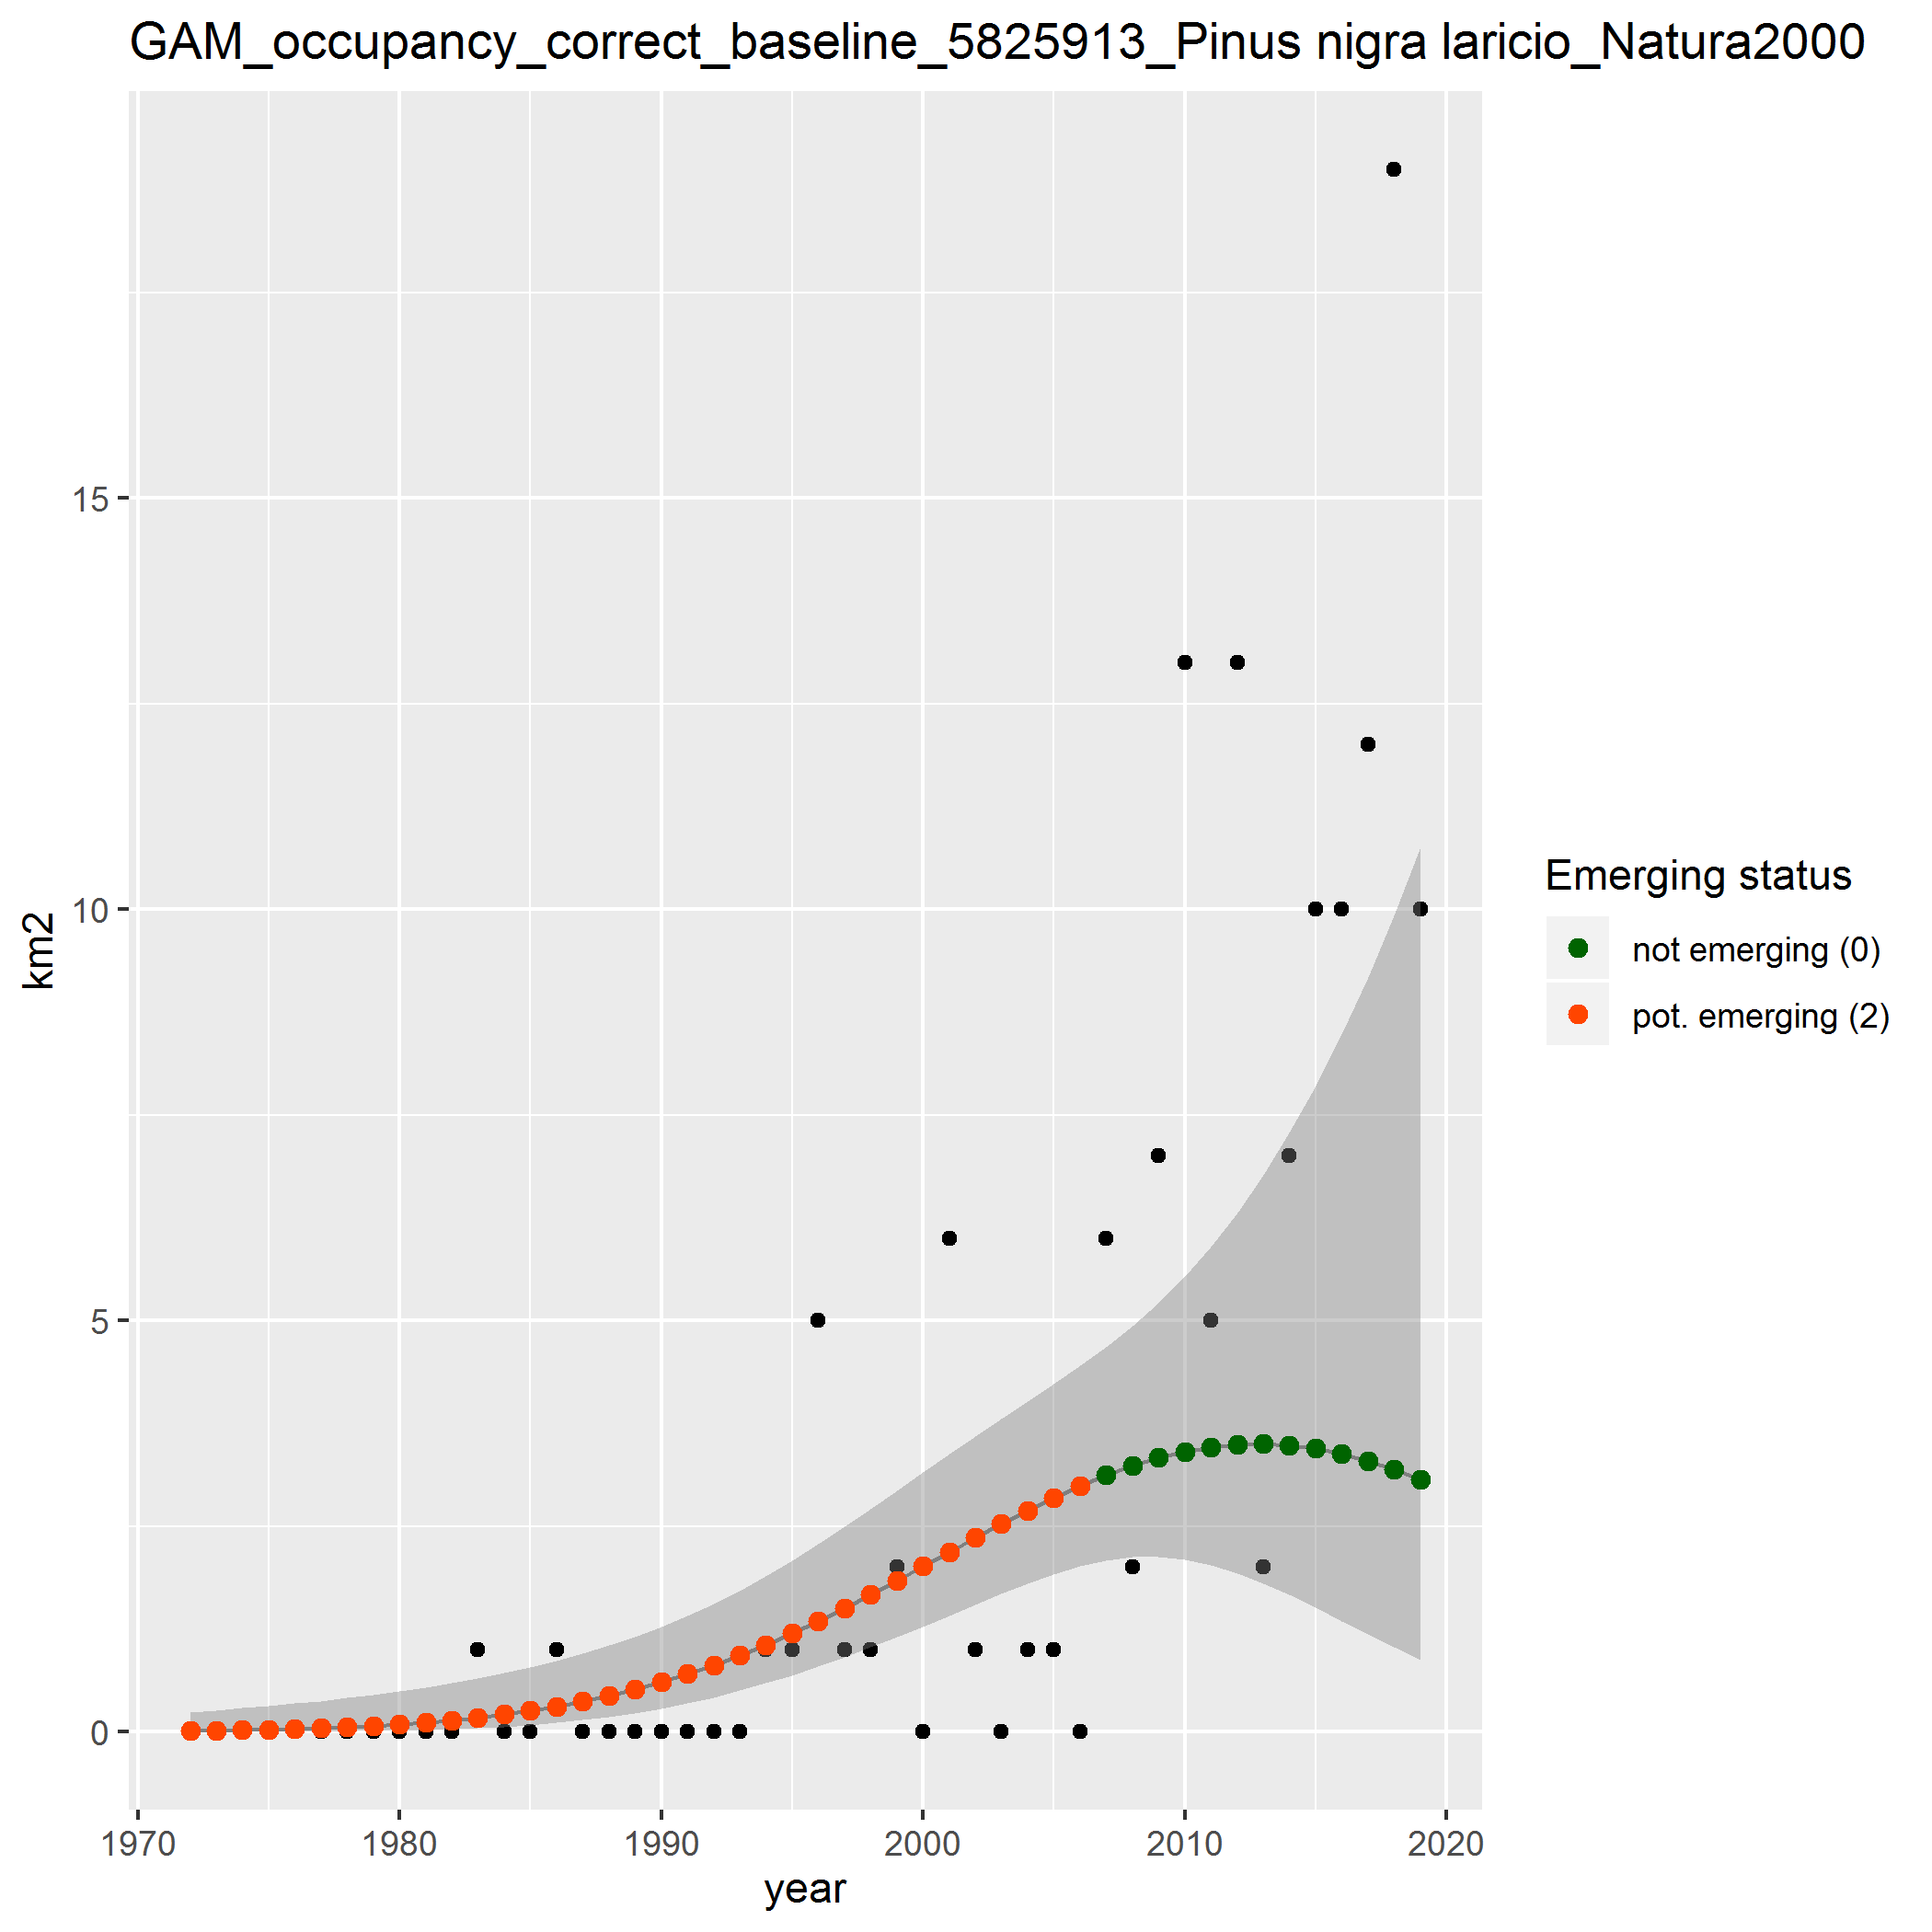 GAM_occupancy_correct_baseline_5825913_Pinus nigra laricio_Natura2000
15
10
5
0
km2
1970 1980 1990 2000 2010 2020
year
Emerging status
not emerging (0)
pot. emerging (2)